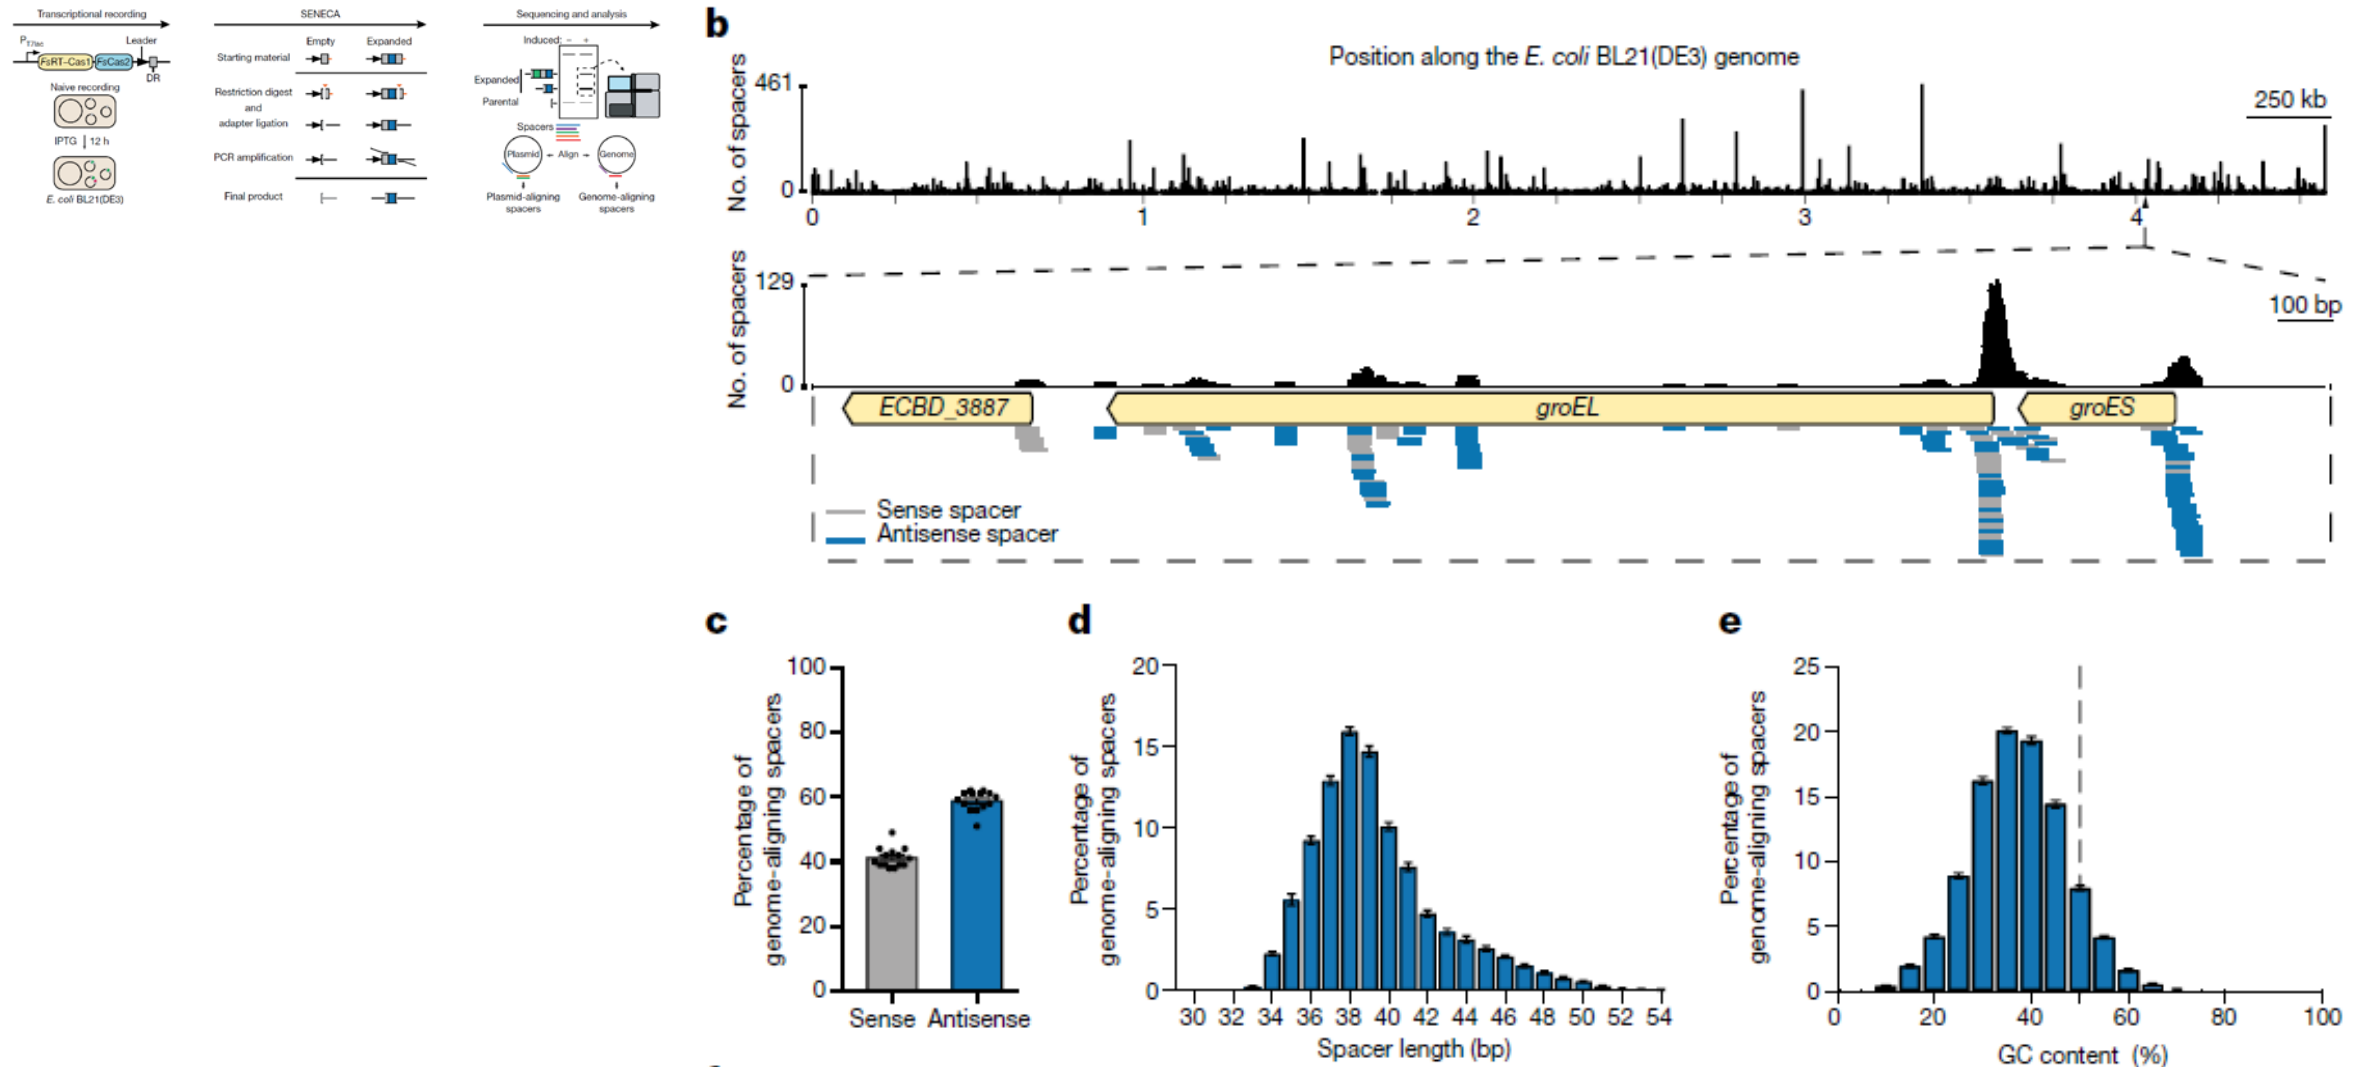 Transcriptional recording
PT7lac
Leader
FsRT–Cas1
FsCas2
DR
Naive recording
IPTG
12 h
E. coli BL21(DE3)
SENECA
Empty
Expanded
Starting material
Restriction digest
and
adapter ligation
PCR amplification
Final product
Sequencing and analysis
Induced: – +
Expanded
Parental
Spacers
Plasmid
Align
Genome
Plasmid-aligning
spacers
Genome-aligning
spacers
b
Position along the E. coli BL21(DE3) genome
No. of spacers
461
0
250 kb
0 1 2 3 4
No. of spacers
129
0
100 bp
ECBD_3887
groEL
groES
Sense spacer
Antisense spacer
c
Percentage of
genome-aligning spacers
100
80
60
40
20
0
Sense Antisense
d
Percentage of
genome-aligning spacers
20
15
10
5
0
30 32 34 36 38 40 42 44 46 48 50 52 54
Spacer length (bp)
e
Percentage of
genome-aligning spacers
25
20
15
10
5
0
0 20 40 60 80 100
GC content (%)